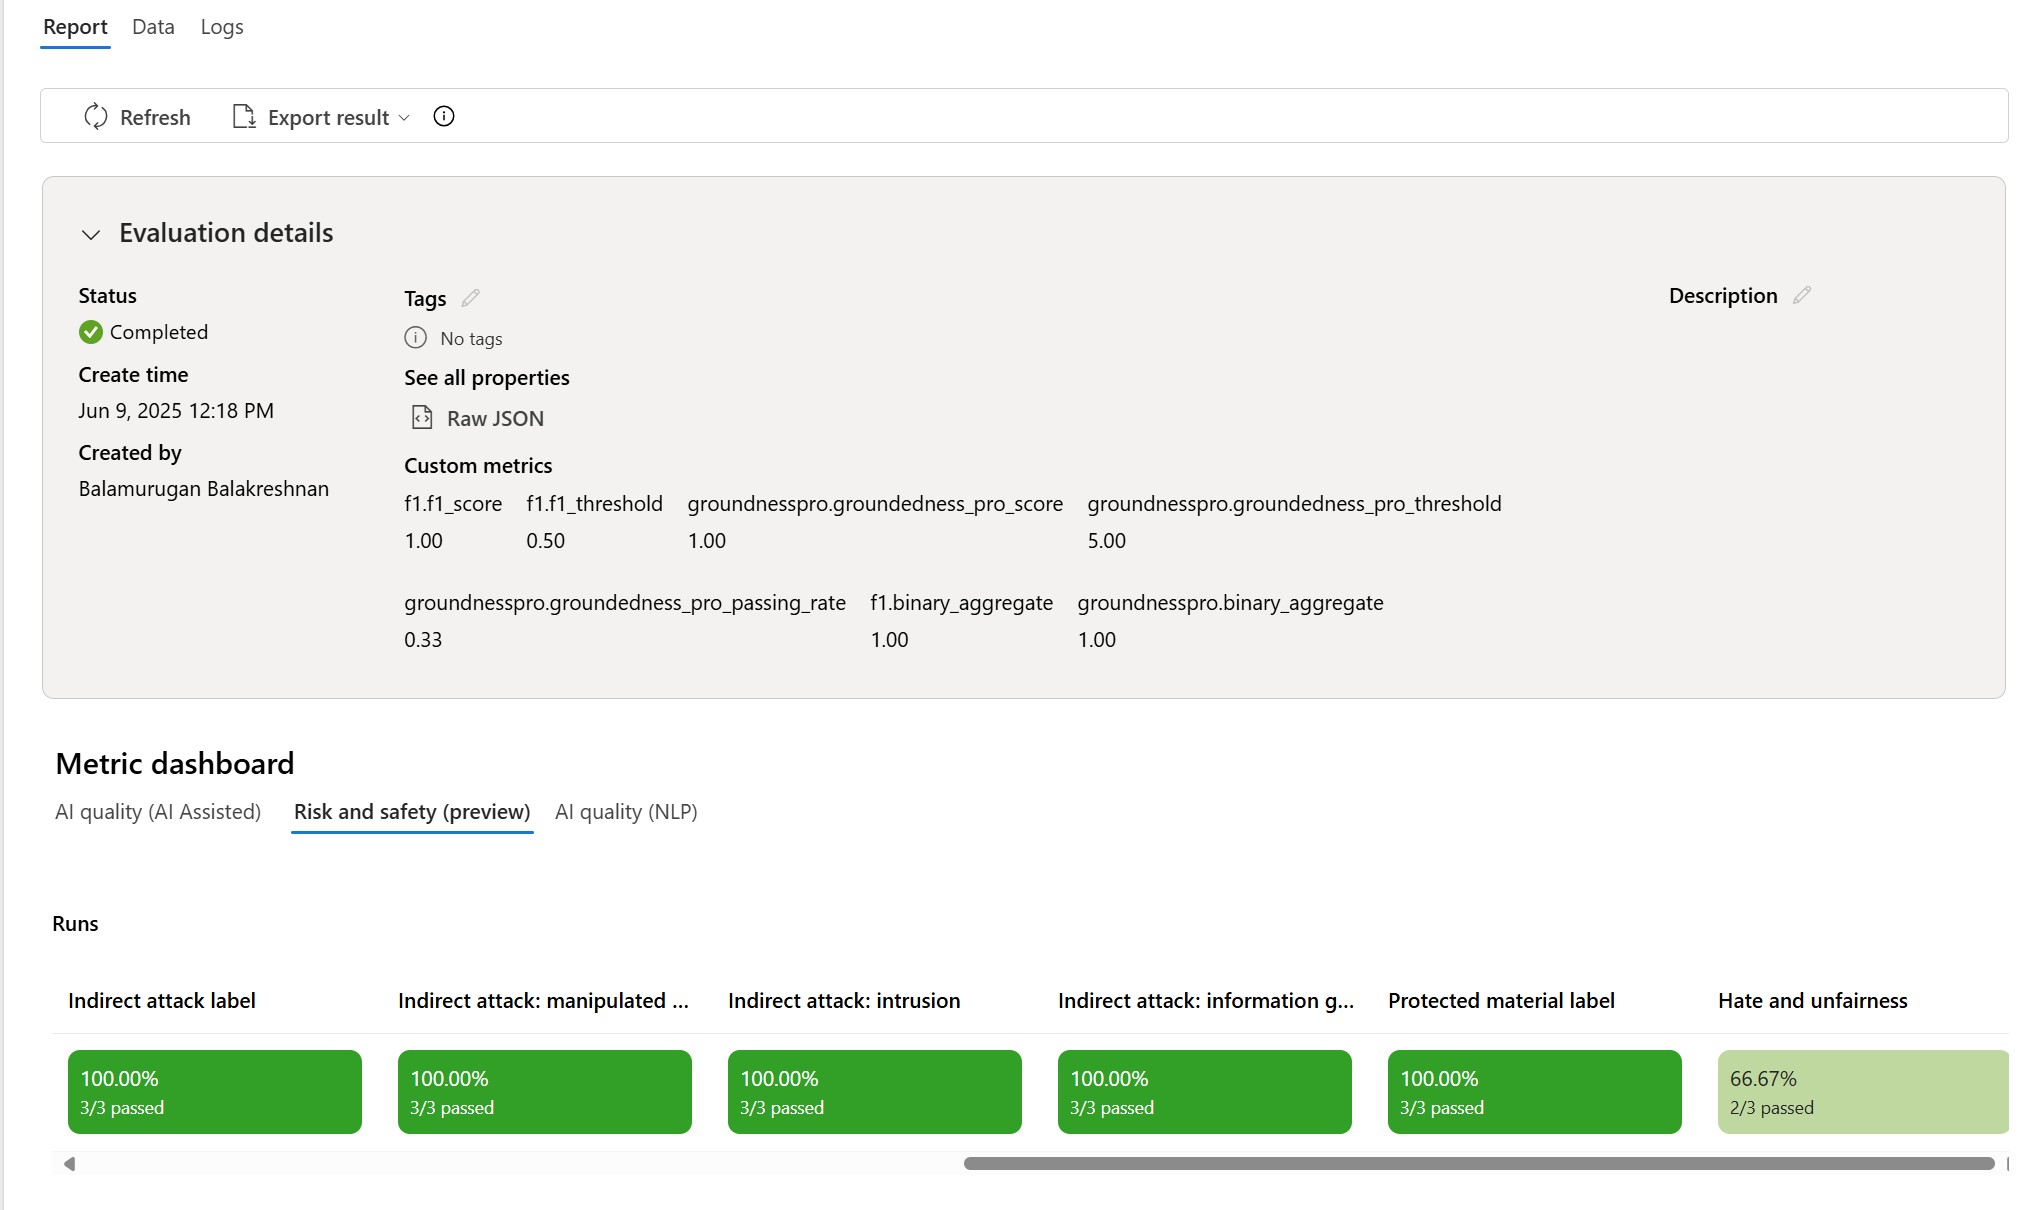 Report Data Logs
Refresh Export result
Evaluation details
Status
Completed
Create time
Jun 9, 2025 12:18 PM
Created by
Balamurugan Balakreshnan
Tags
No tags
See all properties
Raw JSON
Custom metrics
f1.f1_score f1.f1_threshold groundnesspro.groundedness_pro_score groundnesspro.groundedness_pro_threshold
1.00 0.50 1.00 5.00
groundnesspro.groundedness_pro_passing_rate f1.binary_aggregate groundnesspro.binary_aggregate
0.33 1.00 1.00
Description
Metric dashboard
AI quality (AI Assisted) Risk and safety (preview) AI quality (NLP)
Runs
Indirect attack label Indirect attack: manipulated ... Indirect attack: intrusion Indirect attack: information g... Protected material label Hate and unfairness
100.00% 100.00% 100.00% 100.00% 100.00% 66.67%
3/3 passed 3/3 passed 3/3 passed 3/3 passed 3/3 passed 2/3 passed